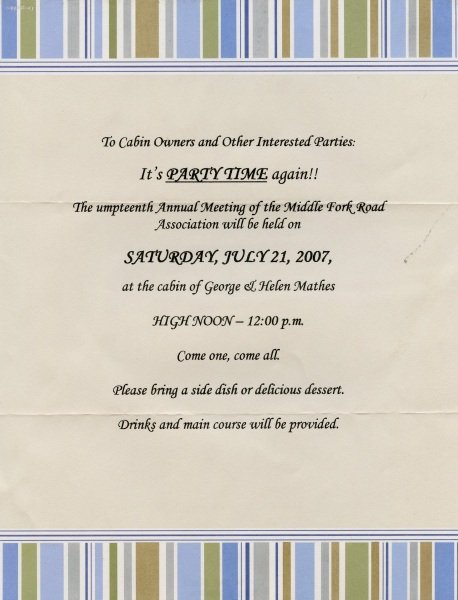 To Cabin Owners and Other Interested Parties:
It's PARTY TIME again!!
The umpteenth Annual Meeting of the Middle Fork Road
Association will be held on
SATURDAY, JULY 21, 2007,
at the cabin of George & Helen Mathes
HIGH NOON – 12:00 p.m.
Come one, come all.
Please bring a side dish or delicious dessert.
Drinks and main course will be provided.